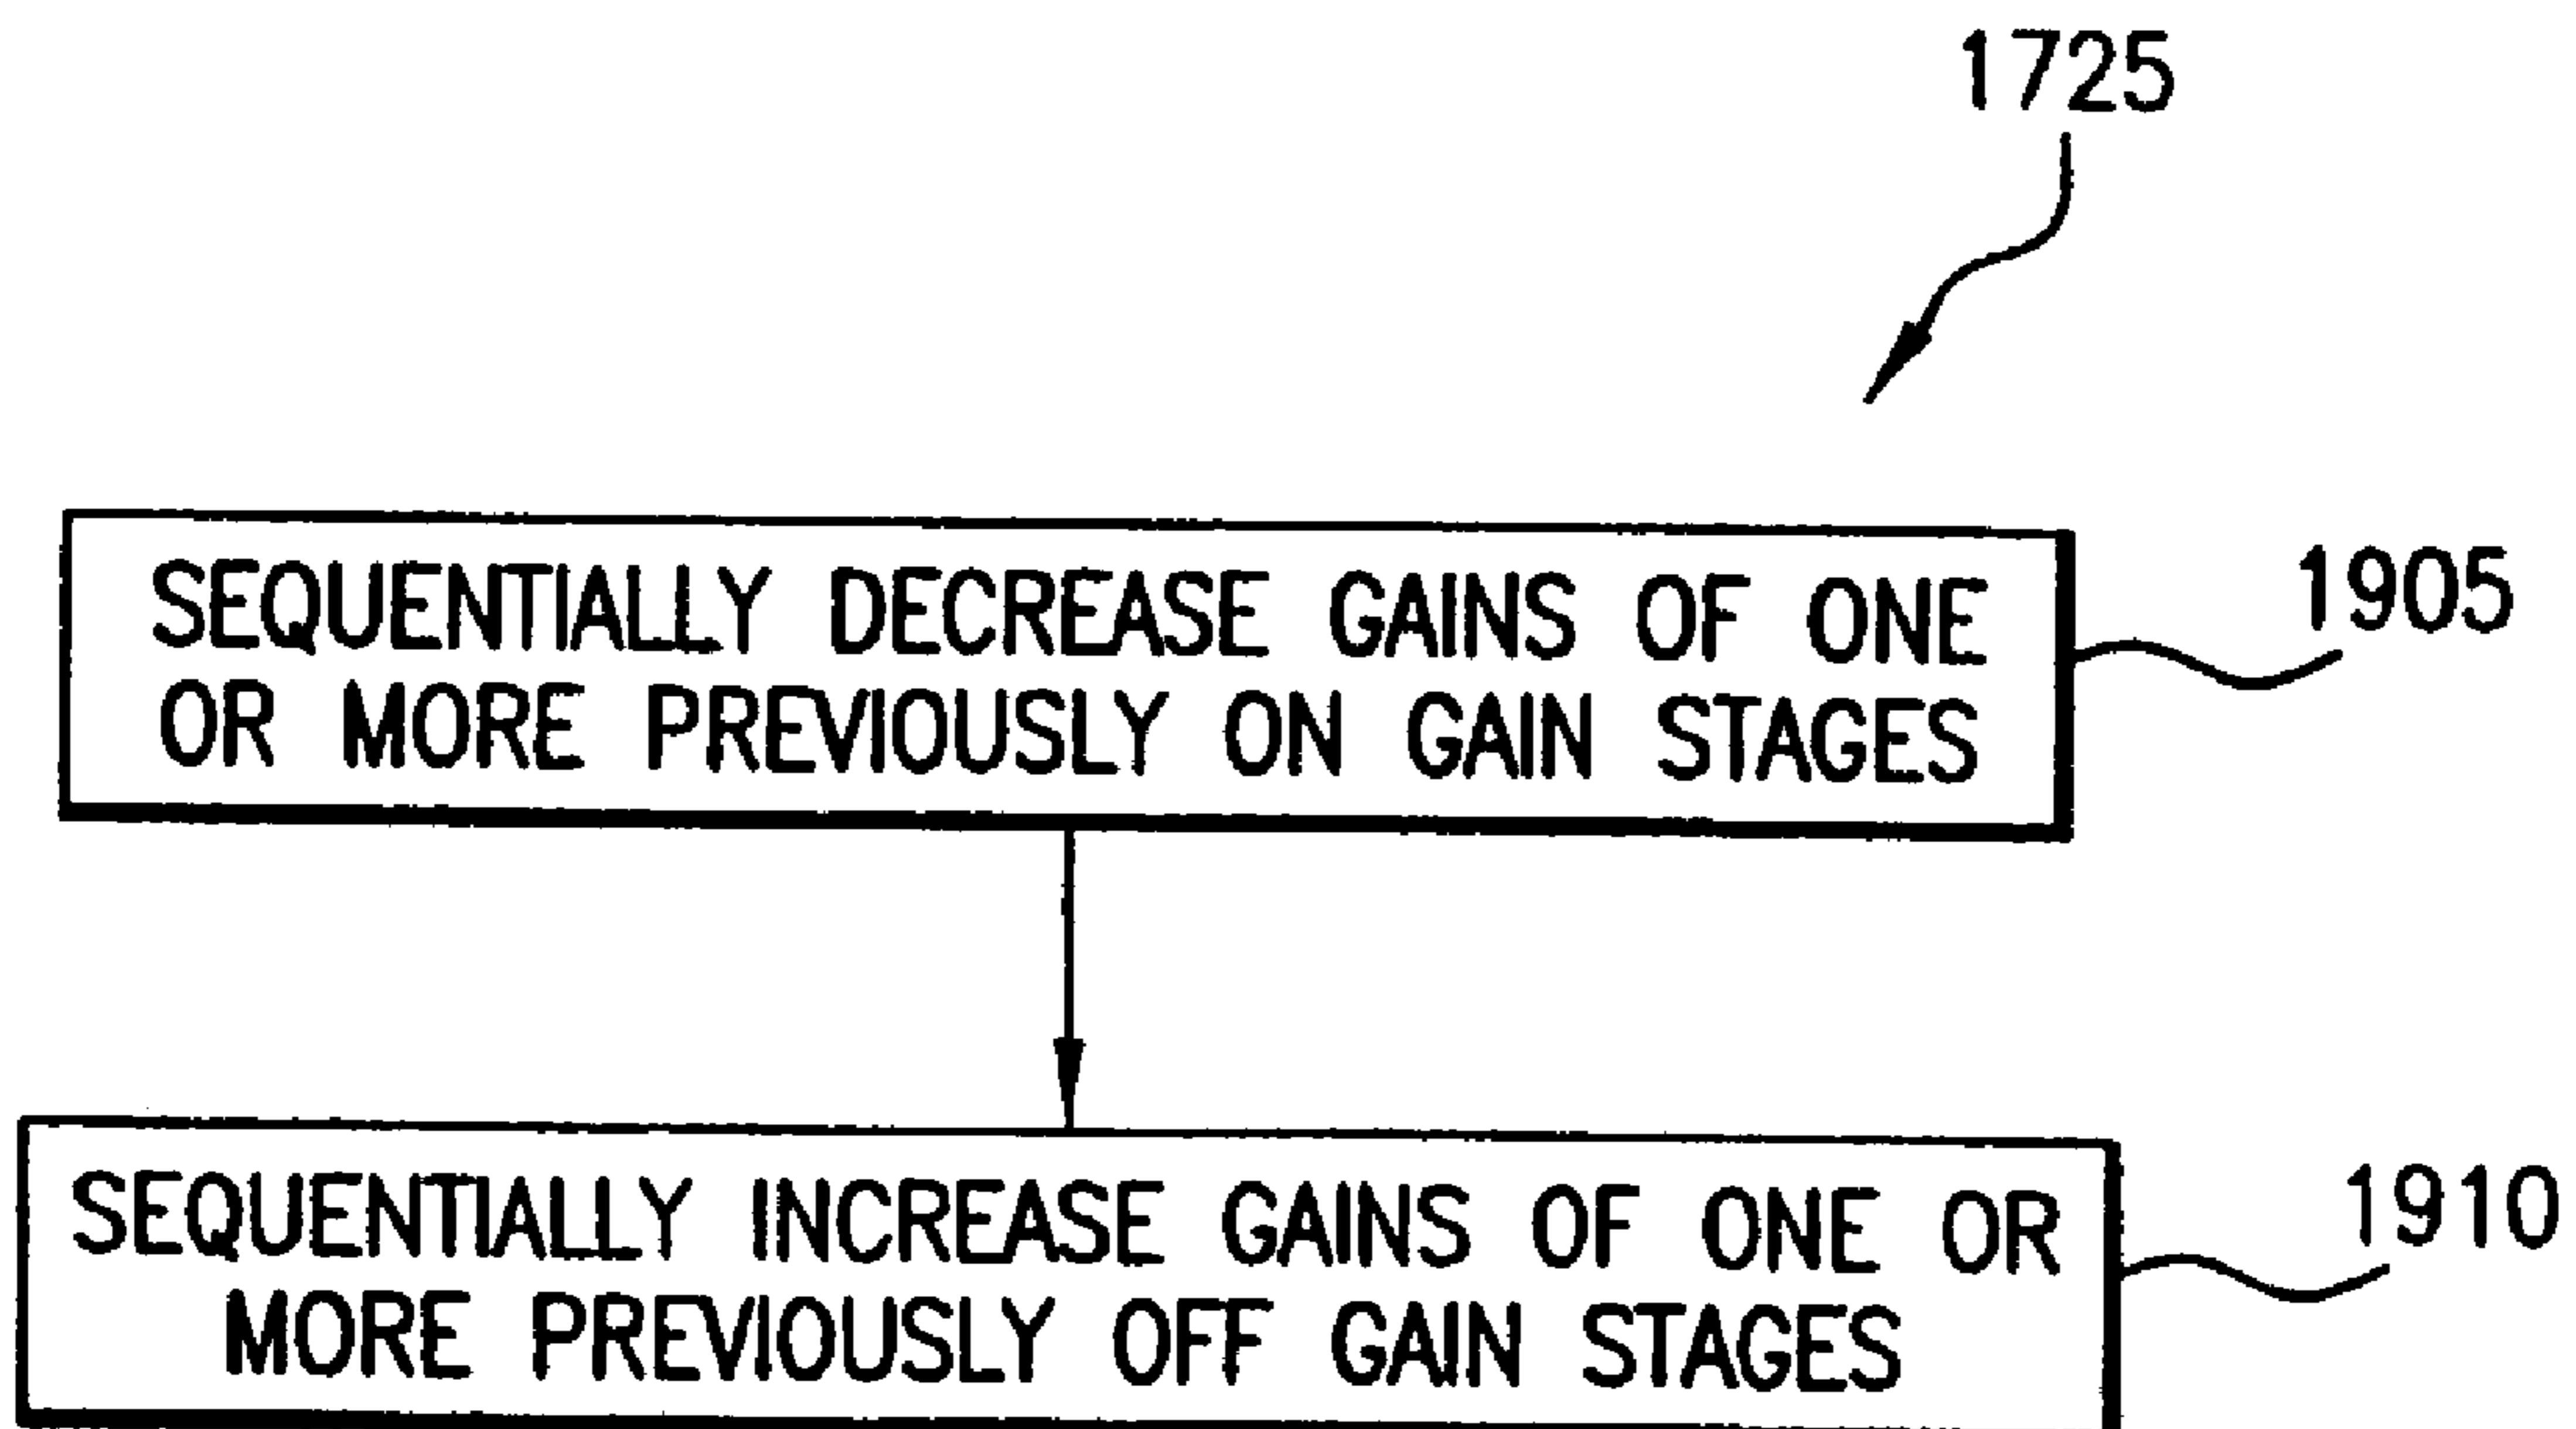 1725
SEQUENTIALLY DECREASE GAINS OF ONE
OR MORE PREVIOUSLY ON GAIN STAGES
1905
SEQUENTIALLY INCREASE GAINS OF ONE OR
MORE PREVIOUSLY OFF GAIN STAGES
1910